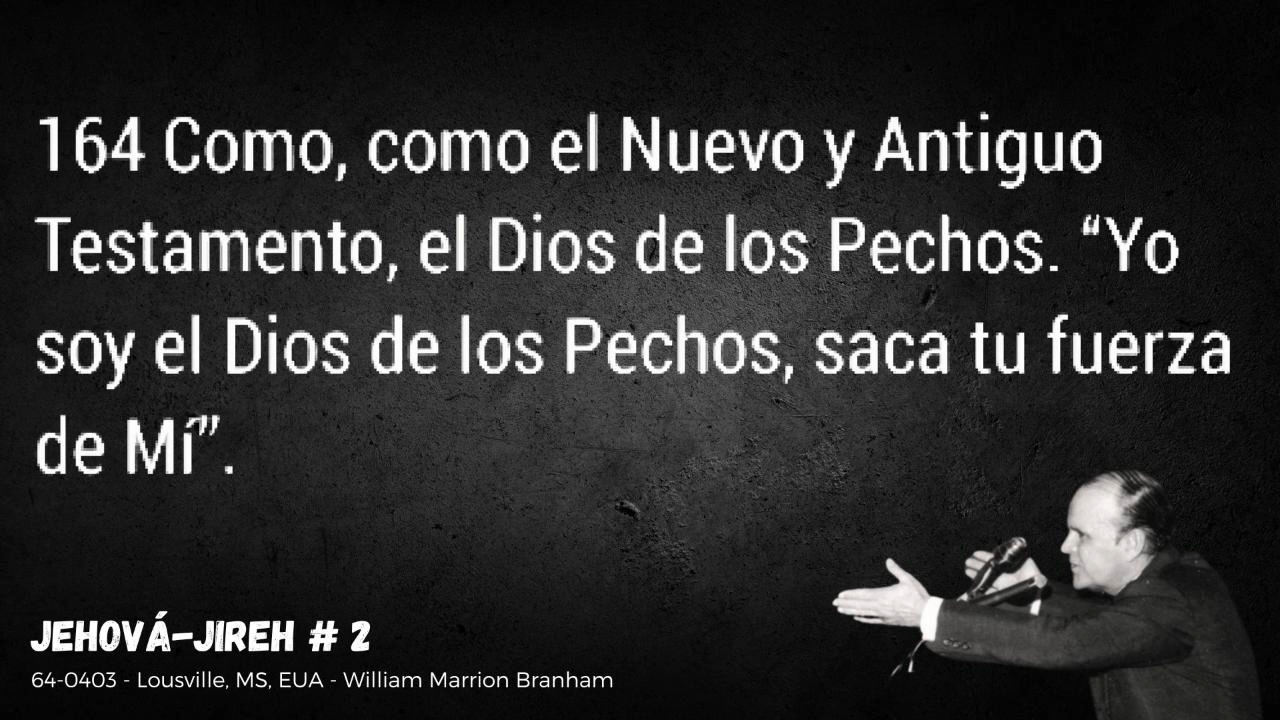 164 Como, como el Nuevo y Antiguo
Testamento, el Dios de los Pechos. “Yo
soy el Dios de los Pechos, saca tu fuerza
de Mí”.
JEHOVÁ-JIREH # 2
64-0403 - Lousville, MS, EUA - William Marrion Branham